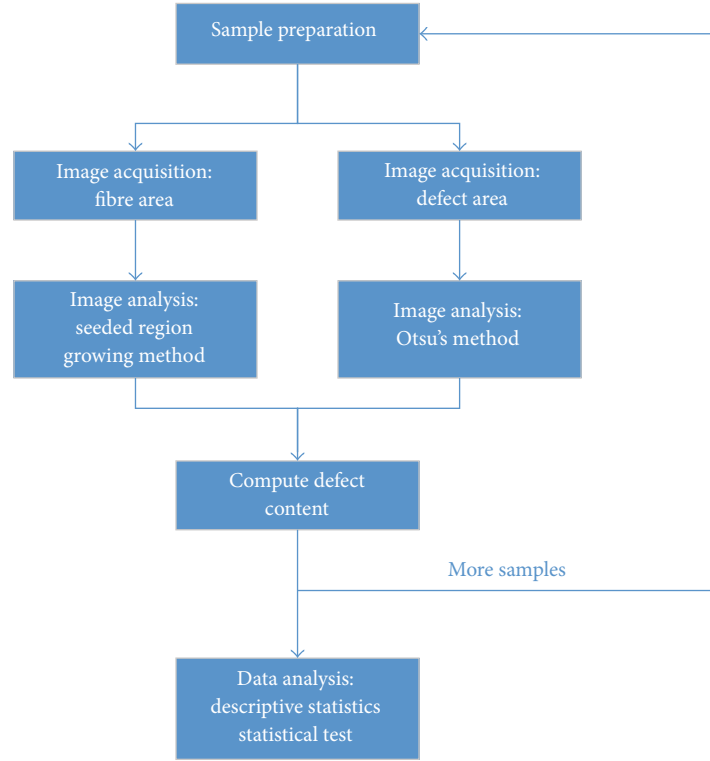 Sample preparation
Image acquisition:
fibre area
Image acquisition:
defect area
Image analysis:
seeded region
growing method
Image analysis:
Otsu's method
Compute defect
content
More samples
Data analysis:
descriptive statistics
statistical test